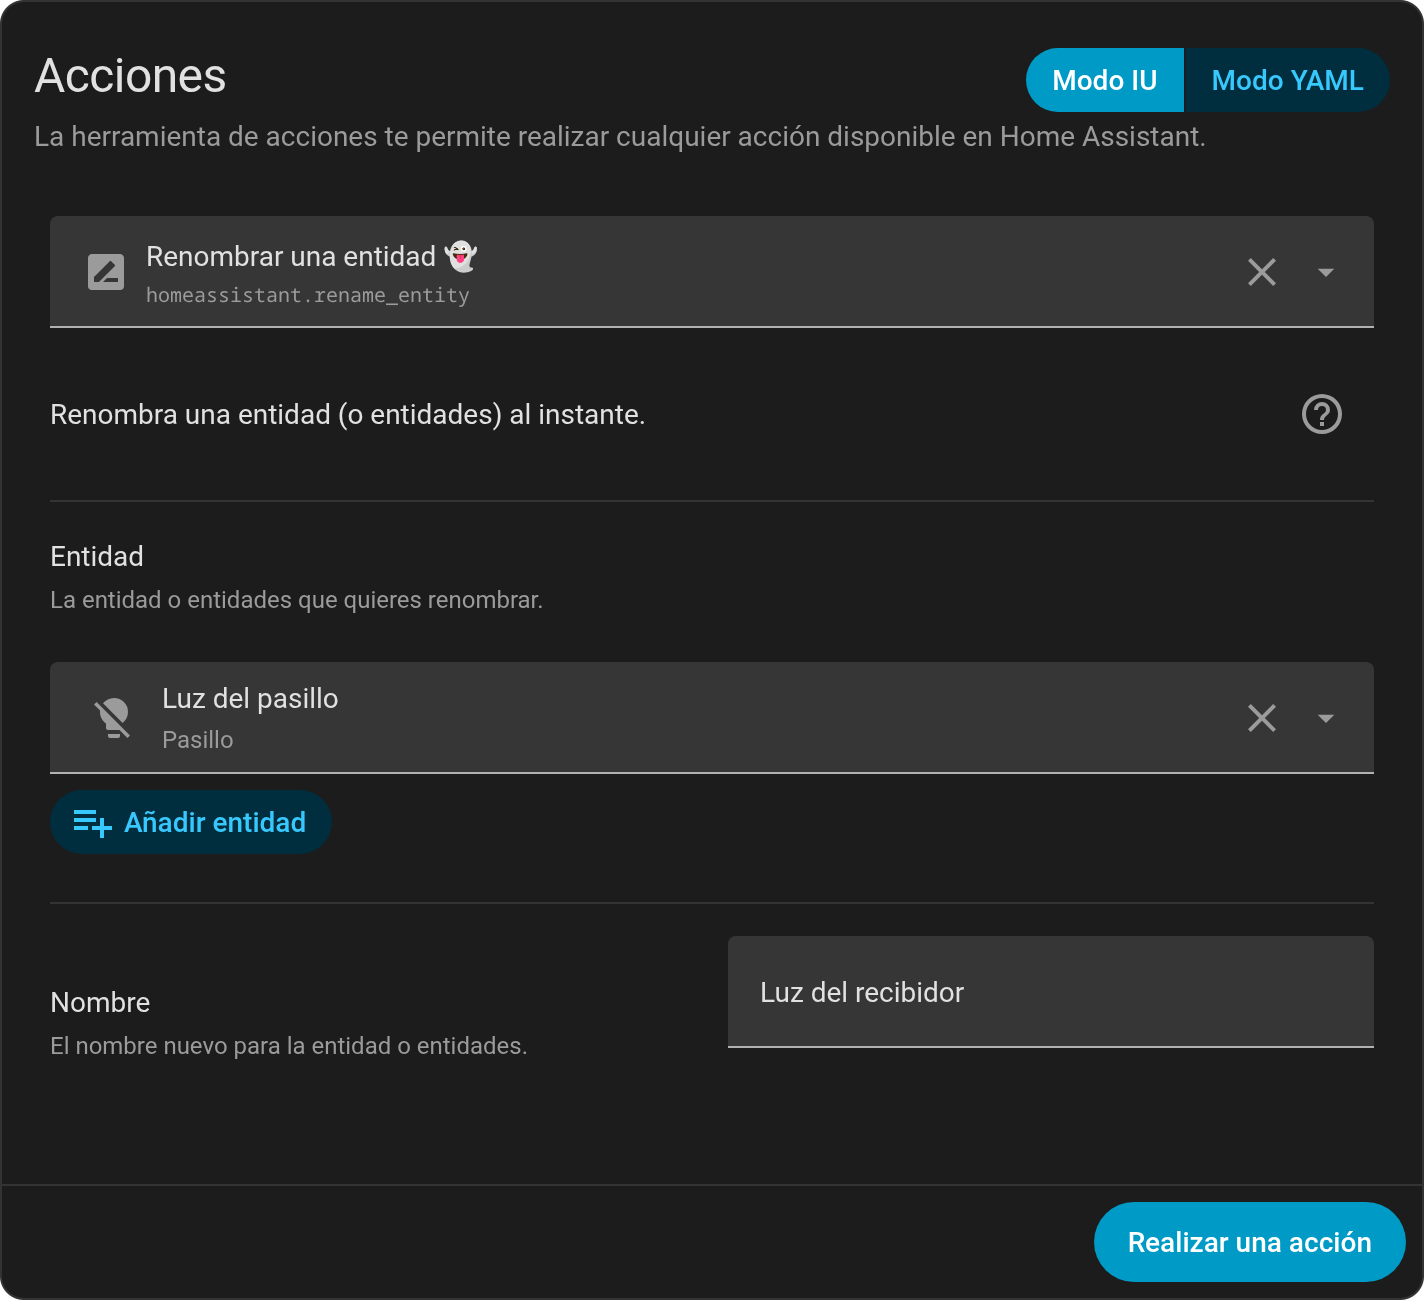 Acciones
Modo IU
Modo YAML
La herramienta de acciones te permite realizar cualquier acción disponible en Home Assistant.
Renombrar una entidad 👻
homeassistant.rename_entity
Renombra una entidad (o entidades) al instante.
Entidad
La entidad o entidades que quieres renombrar.
Luz del pasillo
Pasillo
Añadir entidad
Nombre
El nombre nuevo para la entidad o entidades.
Luz del recibidor
Realizar una acción